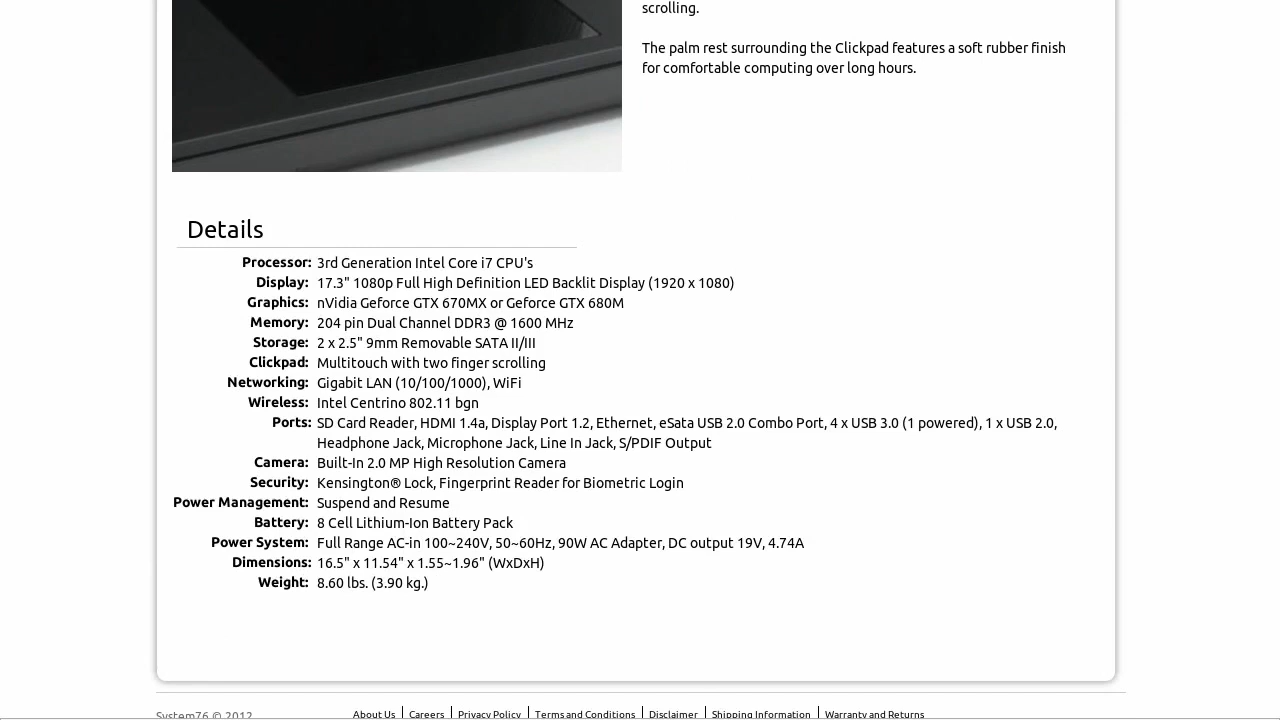 scrolling.
The palm rest surrounding the Clickpad features a soft rubber finish
for comfortable computing over long hours.
Details
Processor: 3rd Generation Intel Core i7 CPU's
Display: 17.3" 1080p Full High Definition LED Backlit Display (1920 x 1080)
Graphics: nVidia Geforce GTX 670MX or Geforce GTX 680M
Memory: 204 pin Dual Channel DDR3 @ 1600 MHz
Storage: 2 x 2.5" 9mm Removable SATA II/III
Clickpad: Multitouch with two finger scrolling
Networking: Gigabit LAN (10/100/1000), WiFi
Wireless: Intel Centrino 802.11 bgn
Ports: SD Card Reader, HDMI 1.4a, Display Port 1.2, Ethernet, eSata USB 2.0 Combo Port, 4 x USB 3.0 (1 powered), 1 x USB 2.0,
Headphone Jack, Microphone Jack, Line In Jack, S/PDIF Output
Camera: Built-In 2.0 MP High Resolution Camera
Security: Kensington® Lock, Fingerprint Reader for Biometric Login
Power Management: Suspend and Resume
Battery: 8 Cell Lithium-Ion Battery Pack
Power System: Full Range AC-in 100~240V, 50~60Hz, 90W AC Adapter, DC output 19V, 4.74A
Dimensions: 16.5" x 11.54" x 1.55~1.96" (WxDxH)
Weight: 8.60 lbs. (3.90 kg.)
System76 © 2012 About Us Careers Privacy Policy Terms and Conditions Disclaimer Shipping Information Warranty and Returns